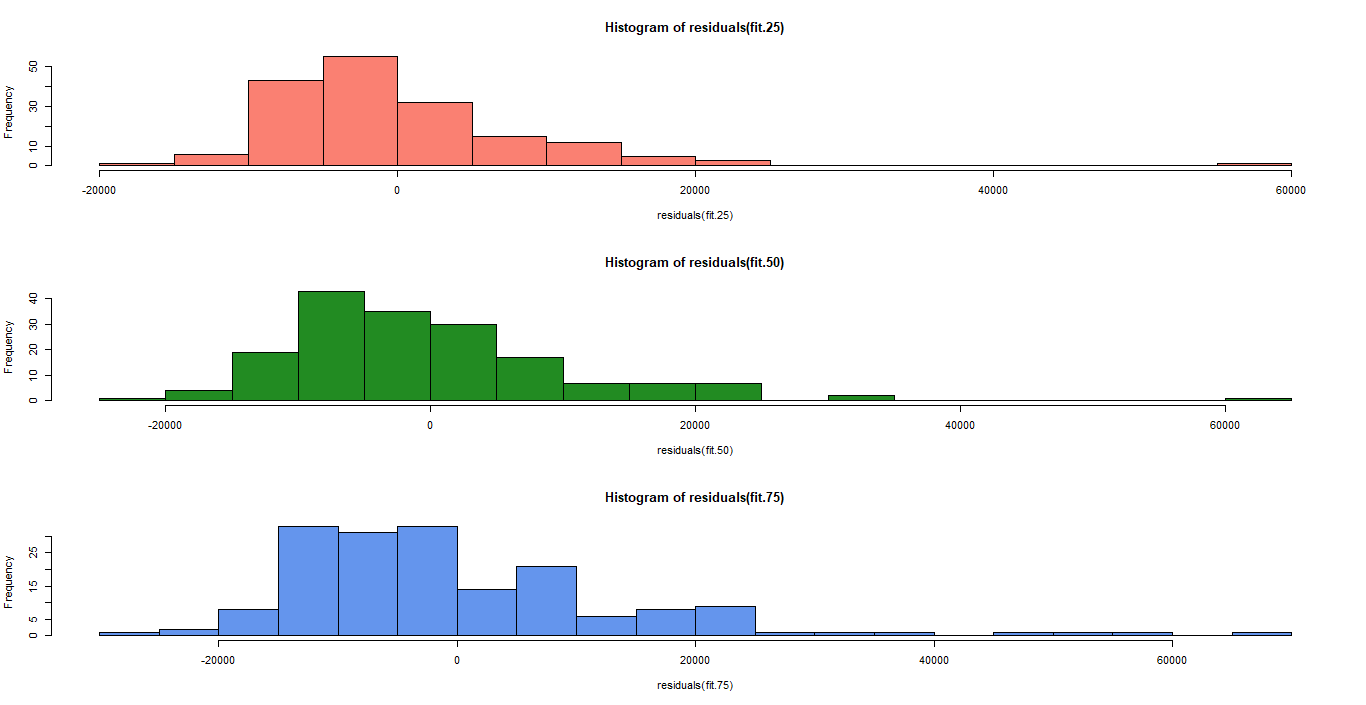 Histogram of residuals(fit.25)
Frequency
50
30
10
0
-20000 0 20000 40000 60000
residuals(fit.25)
Histogram of residuals(fit.50)
Frequency
40
30
20
10
0
-20000 0 20000 40000 60000
residuals(fit.50)
Histogram of residuals(fit.75)
Frequency
25
15
5
0
-20000 0 20000 40000 60000
residuals(fit.75)